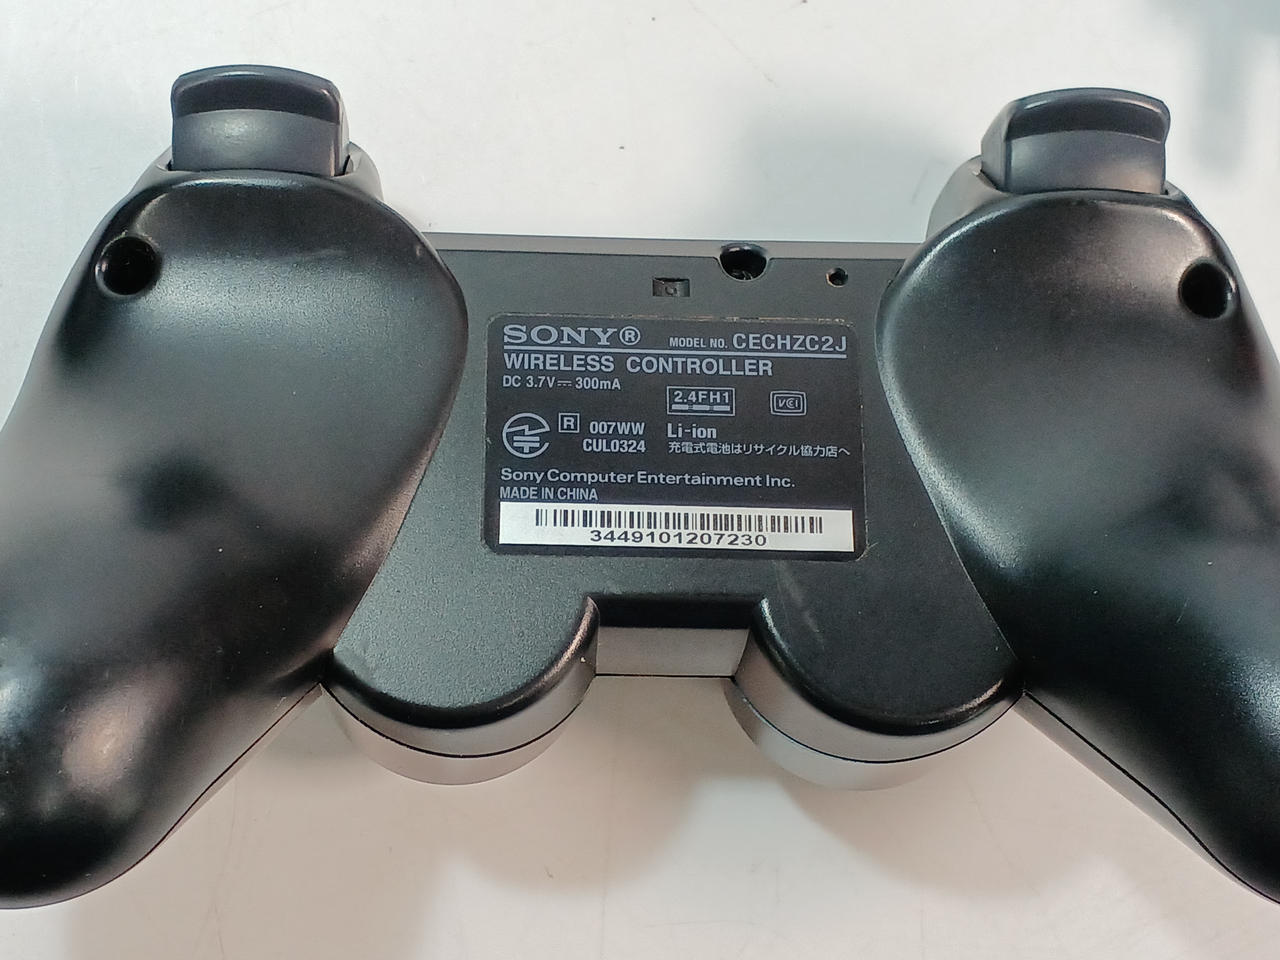 SONY® MODEL NO. CECHZC2J
WIRELESS CONTROLLER
DC 3.7V⎓300mA
2.4FH1
VCI
R 007WW
CUL0324
Li-ion
充電式電池はリサイクル協力店へ
Sony Computer Entertainment Inc.
MADE IN CHINA
3449101207230